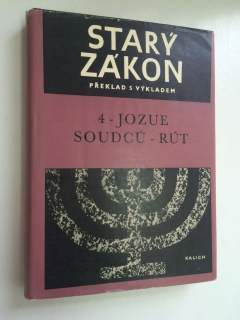 STARÝ
ZÁKON
PŘEKLAD S VÝKLADEM
4 - JOZUE
SOUDCŮ - RÚT
KALICH